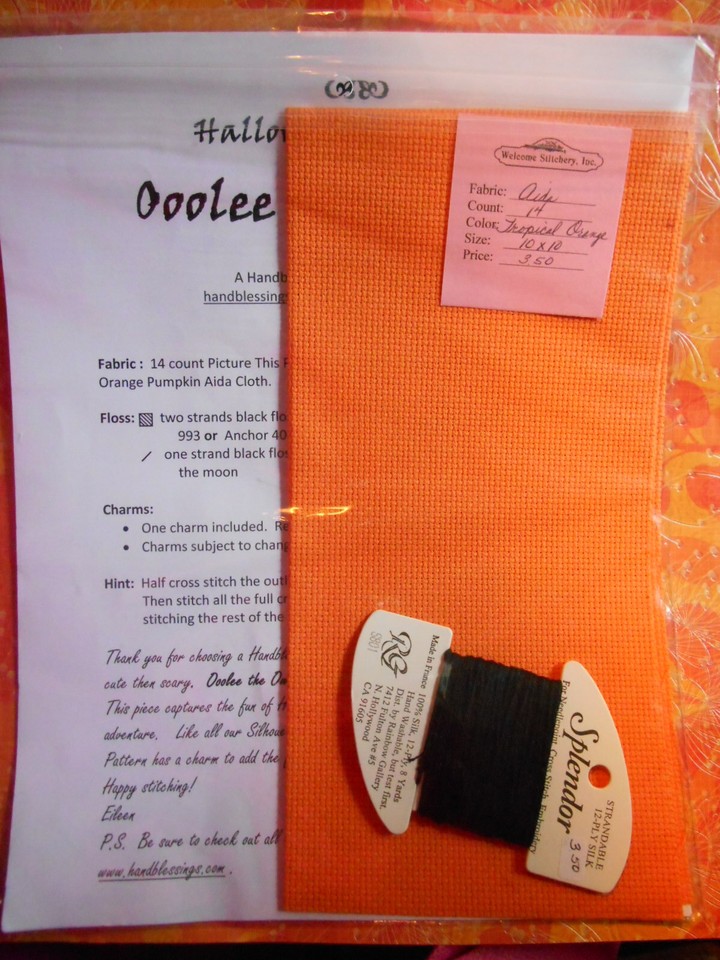 Hallo
Ooolee
A Handb
handblessing
Fabric : 14 count Picture This P
Orange Pumpkin Aida Cloth.
Floss: two strands black flo
993 or Anchor 40
one strand black flos
the moon
Charms:
One charm included. Re
Charms subject to chang
Hint: Half cross stitch the outl
Then stitch all the full cr
stitching the rest of the
Thank you for choosing a Handbl
cute then scary. Ooolee the Ow
This piece captures the fun of
adventure. Like all our Silhoue
Pattern has a charm to add the
Happy stitching!
Eileen
P.S. Be sure to check out all
www.handblessings.com .
Welcome Stitchery, Inc.
Fabric: Aida
Count: 14
Color: Tropical Orange
Size: 10 x 10
Price: 3.50
S801
RG
Made in France
100% Silk, 12-Ply, 8 Yards
Hand Washable, but test first.
Dist. by Rainbow Gallery
7412 Fulton Ave #5
N. Hollywood
CA 91605
For Needlepoint, Cross Stitch, Embroidery
Splendor
STRANDABLE
12-PLY SILK
3.50